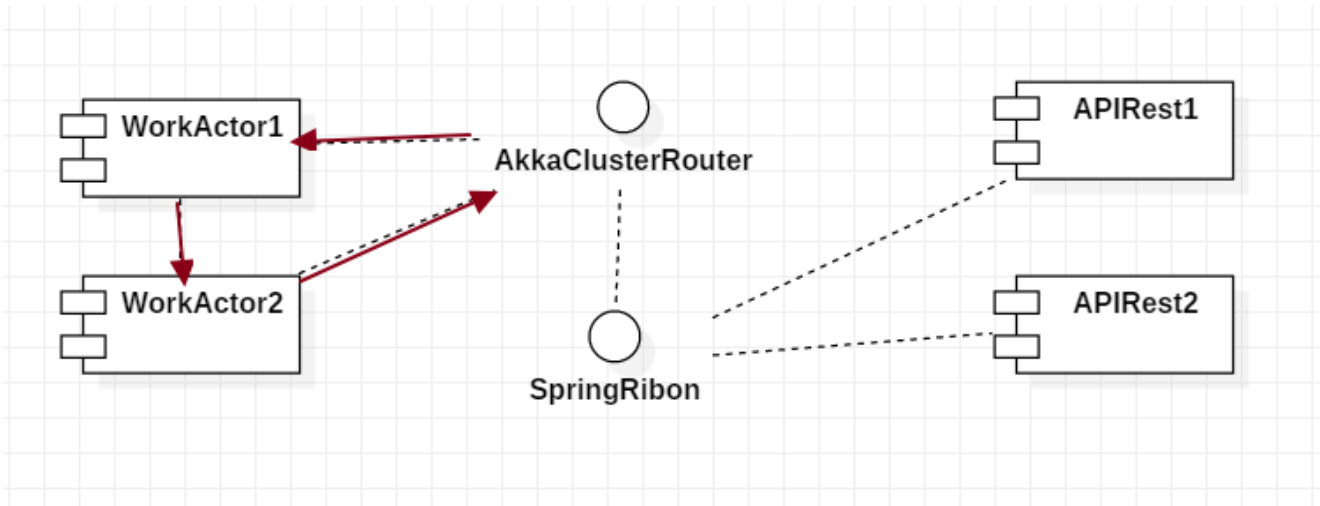 WorkActor1
AkkaClusterRouter
APIRest1
WorkActor2
SpringRibon
APIRest2